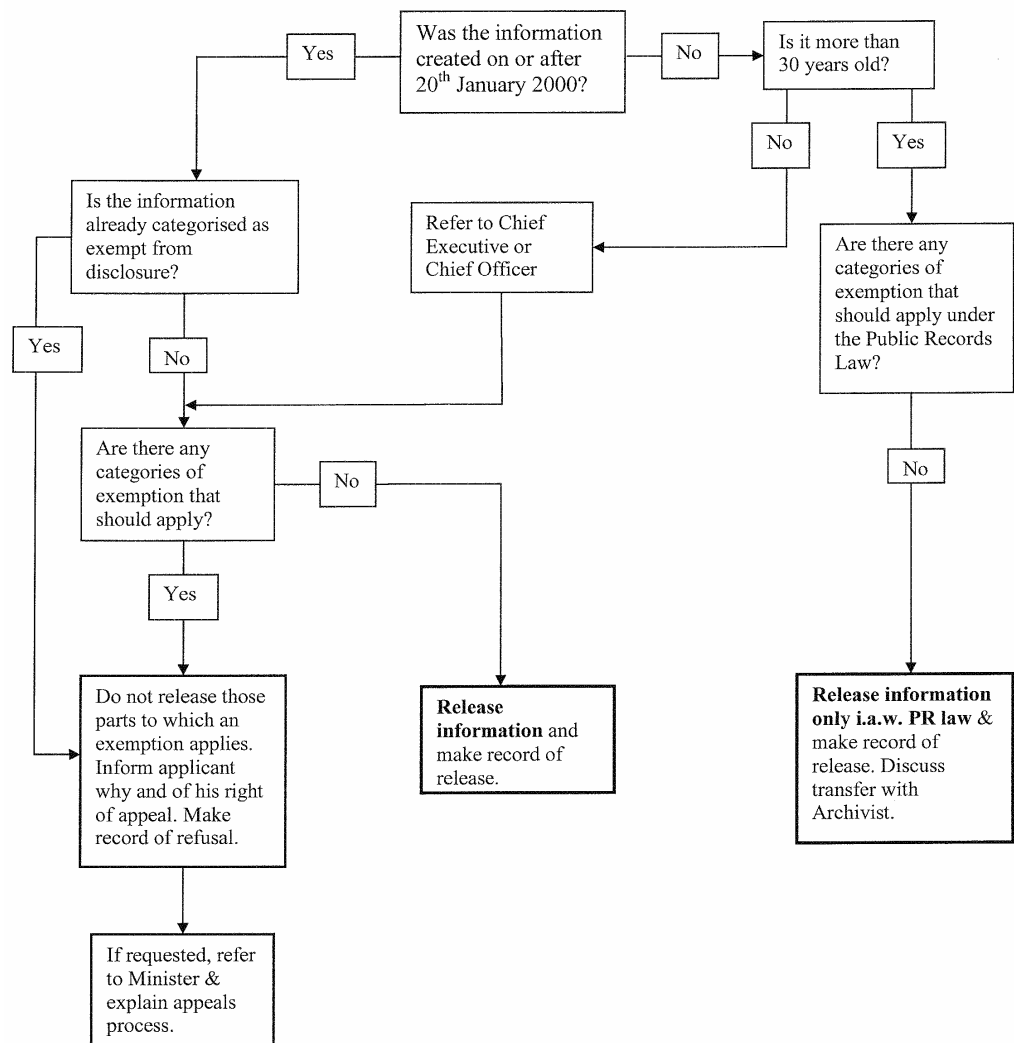 Was the information
created on or after
20th January 2000?
Yes
No
Is it more than
30 years old?
No
Yes
Is the information
already categorised as
exempt from
disclosure?
Refer to Chief
Executive or
Chief Officer
Are there any
categories of
exemption that
should apply under
the Public Records
Law?
Yes
No
Are there any
categories of
exemption that
should apply?
No
No
Yes
Do not release those
parts to which an
exemption applies.
Inform applicant
why and of his right
of appeal. Make
record of refusal.
Release
information and
make record of
release.
Release information
only i.a.w. PR law &
make record of
release. Discuss
transfer with
Archivist.
If requested, refer
to Minister &
explain appeals
process.